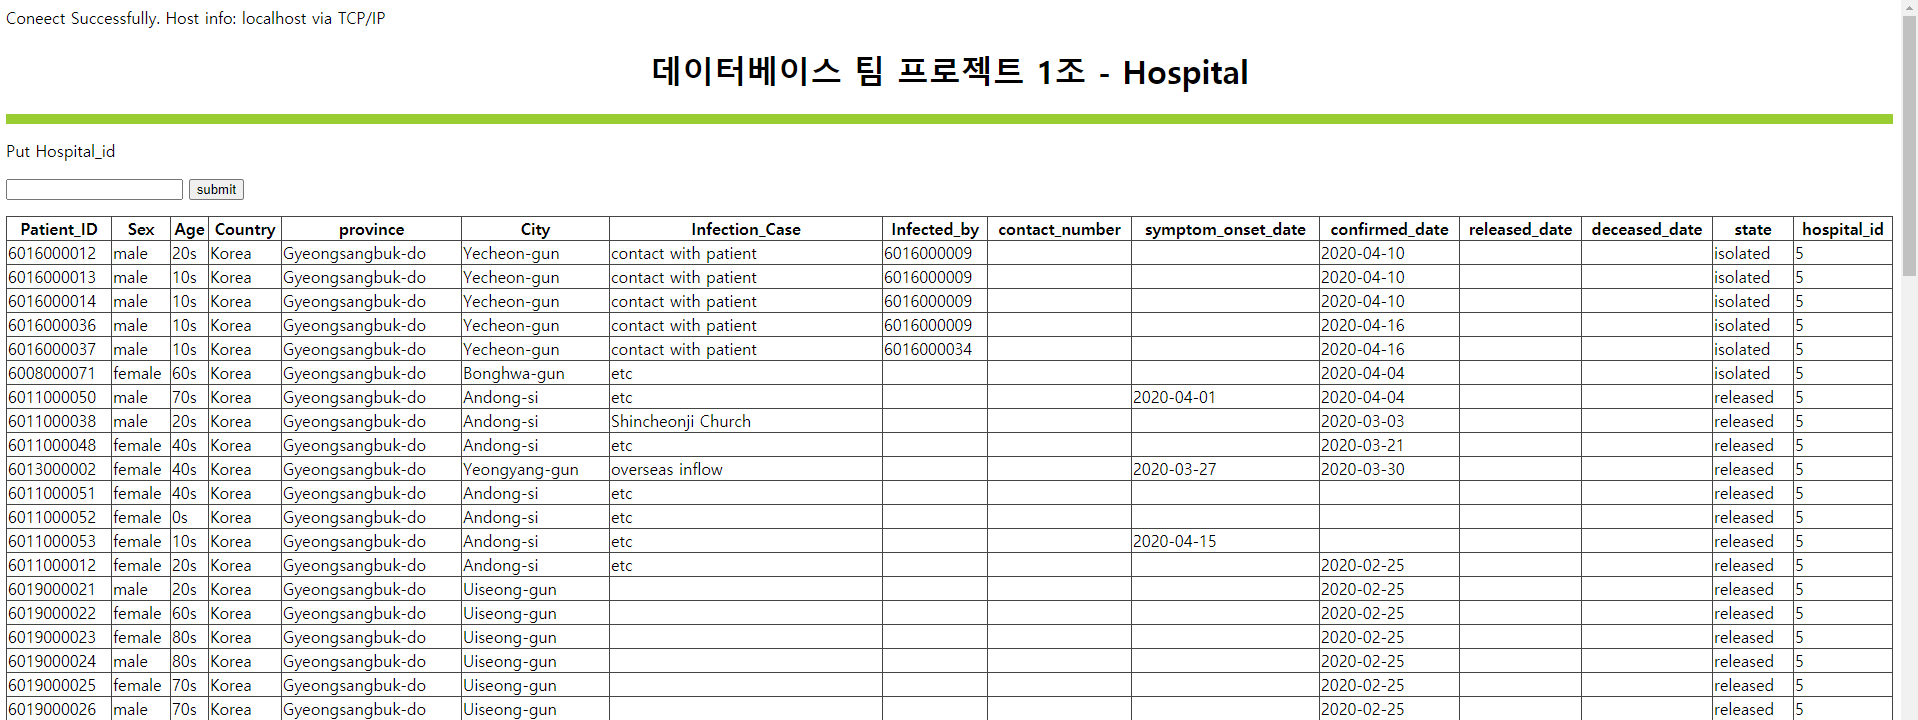 Coneect Successfully. Host info: localhost via TCP/IP
데이터베이스 팀 프로젝트 1조 - Hospital
Put Hospital_id
submit
Patient_ID Sex Age Country province City Infection_Case Infected_by contact_number symptom_onset_date confirmed_date released_date deceased_date state hospital_id
6016000012 male 20s Korea Gyeongsangbuk-do Yecheon-gun contact with patient 6016000009 2020-04-10 isolated 5
6016000013 male 10s Korea Gyeongsangbuk-do Yecheon-gun contact with patient 6016000009 2020-04-10 isolated 5
6016000014 male 10s Korea Gyeongsangbuk-do Yecheon-gun contact with patient 6016000009 2020-04-10 isolated 5
6016000036 male 10s Korea Gyeongsangbuk-do Yecheon-gun contact with patient 6016000009 2020-04-16 isolated 5
6016000037 male 10s Korea Gyeongsangbuk-do Yecheon-gun contact with patient 6016000034 2020-04-16 isolated 5
6008000071 female 60s Korea Gyeongsangbuk-do Bonghwa-gun etc 2020-04-04 isolated 5
6011000050 male 70s Korea Gyeongsangbuk-do Andong-si etc 2020-04-01 2020-04-04 released 5
6011000038 male 20s Korea Gyeongsangbuk-do Andong-si Shincheonji Church 2020-03-03 released 5
6011000048 female 40s Korea Gyeongsangbuk-do Andong-si etc 2020-03-21 released 5
6013000002 female 40s Korea Gyeongsangbuk-do Yeongyang-gun overseas inflow 2020-03-27 2020-03-30 released 5
6011000051 female 40s Korea Gyeongsangbuk-do Andong-si etc released 5
6011000052 female 0s Korea Gyeongsangbuk-do Andong-si etc released 5
6011000053 female 10s Korea Gyeongsangbuk-do Andong-si etc 2020-04-15 released 5
6011000012 female 20s Korea Gyeongsangbuk-do Andong-si etc 2020-02-25 released 5
6019000021 male 20s Korea Gyeongsangbuk-do Uiseong-gun 2020-02-25 released 5
6019000022 female 60s Korea Gyeongsangbuk-do Uiseong-gun 2020-02-25 released 5
6019000023 female 80s Korea Gyeongsangbuk-do Uiseong-gun 2020-02-25 released 5
6019000024 male 80s Korea Gyeongsangbuk-do Uiseong-gun 2020-02-25 released 5
6019000025 female 70s Korea Gyeongsangbuk-do Uiseong-gun 2020-02-25 released 5
6019000026 male 70s Korea Gyeongsangbuk-do Uiseong-gun 2020-02-25 released 5